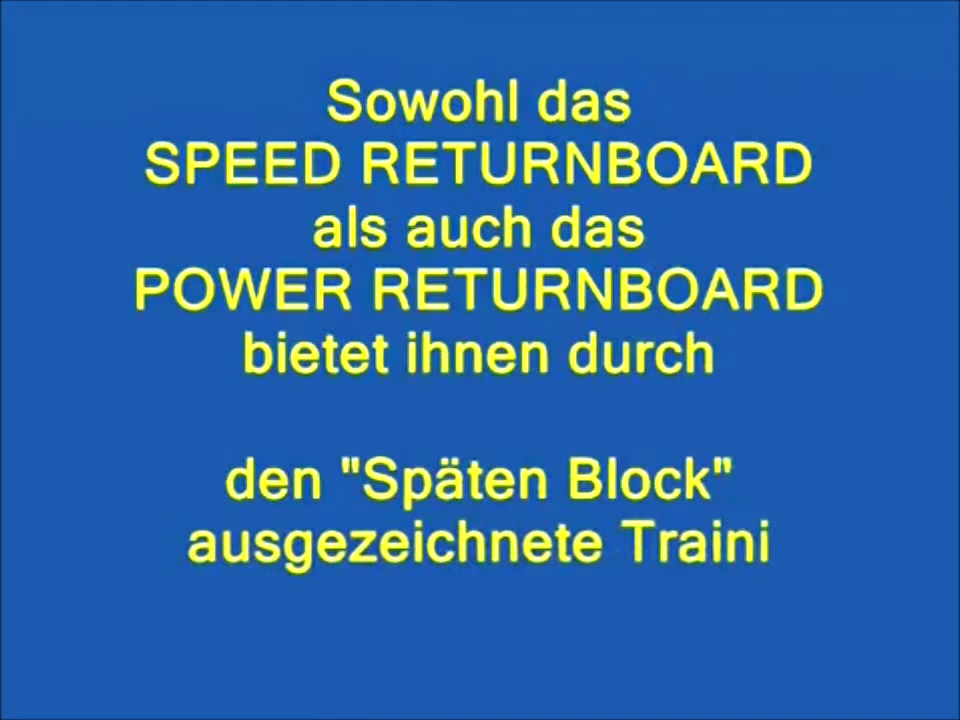 Sowohl das
SPEED RETURNBOARD
als auch das
POWER RETURNBOARD
bietet ihnen durch
den "Späten Block"
ausgezeichnete Traini